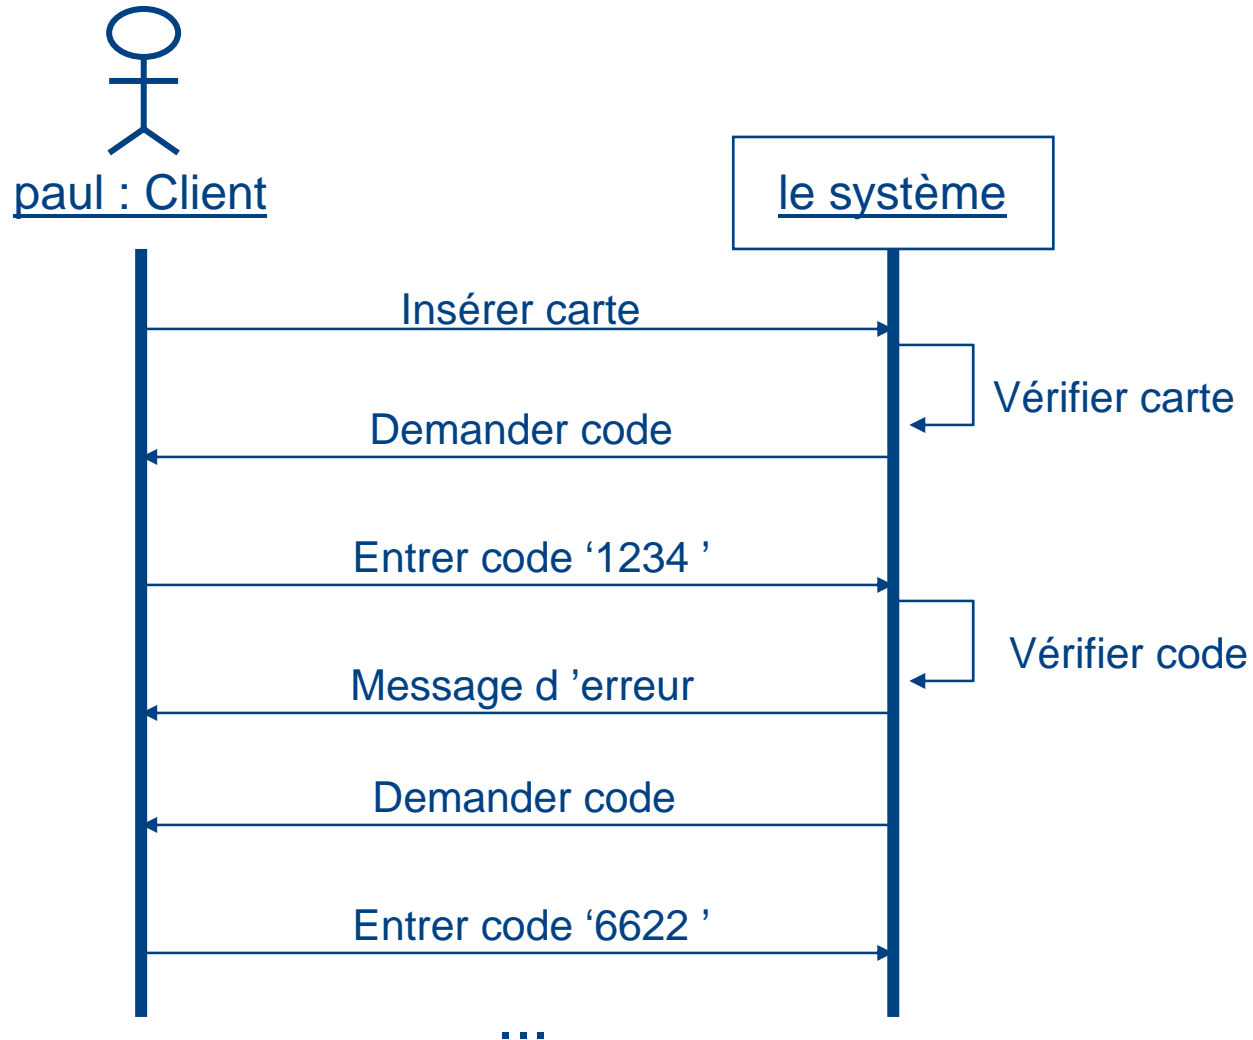 paul : Client
le système
Insérer carte
Vérifier carte
Demander code
Entrer code ‘1234 ’
Vérifier code
Message d ’erreur
Demander code
Entrer code ‘6622 ’
...